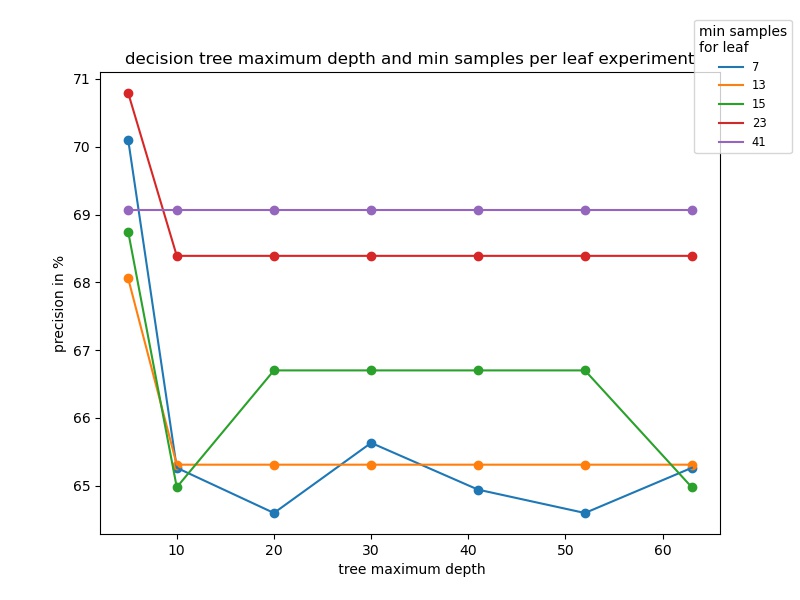 min samples
for leaf
7
13
15
23
41
decision tree maximum depth and min samples per leaf experiment
71
70
69
68
67
66
65
precision in %
10 20 30 40 50 60
tree maximum depth